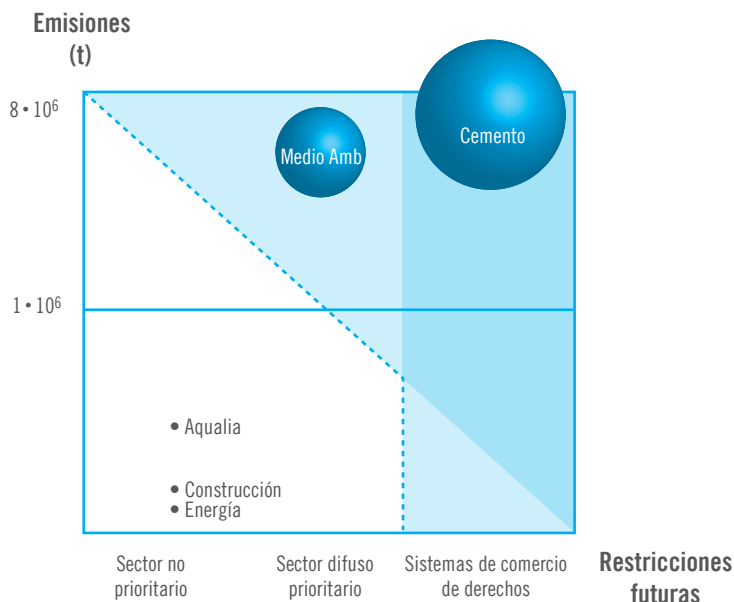 Emisiones
(t)
8 • 10⁶
Medio Amb
Cemento
1 • 10⁶
• Aqualia
• Construcción
• Energía
Sector no
prioritario
Sector difuso
prioritario
Sistemas de comercio
de derechos
Restricciones
futuras